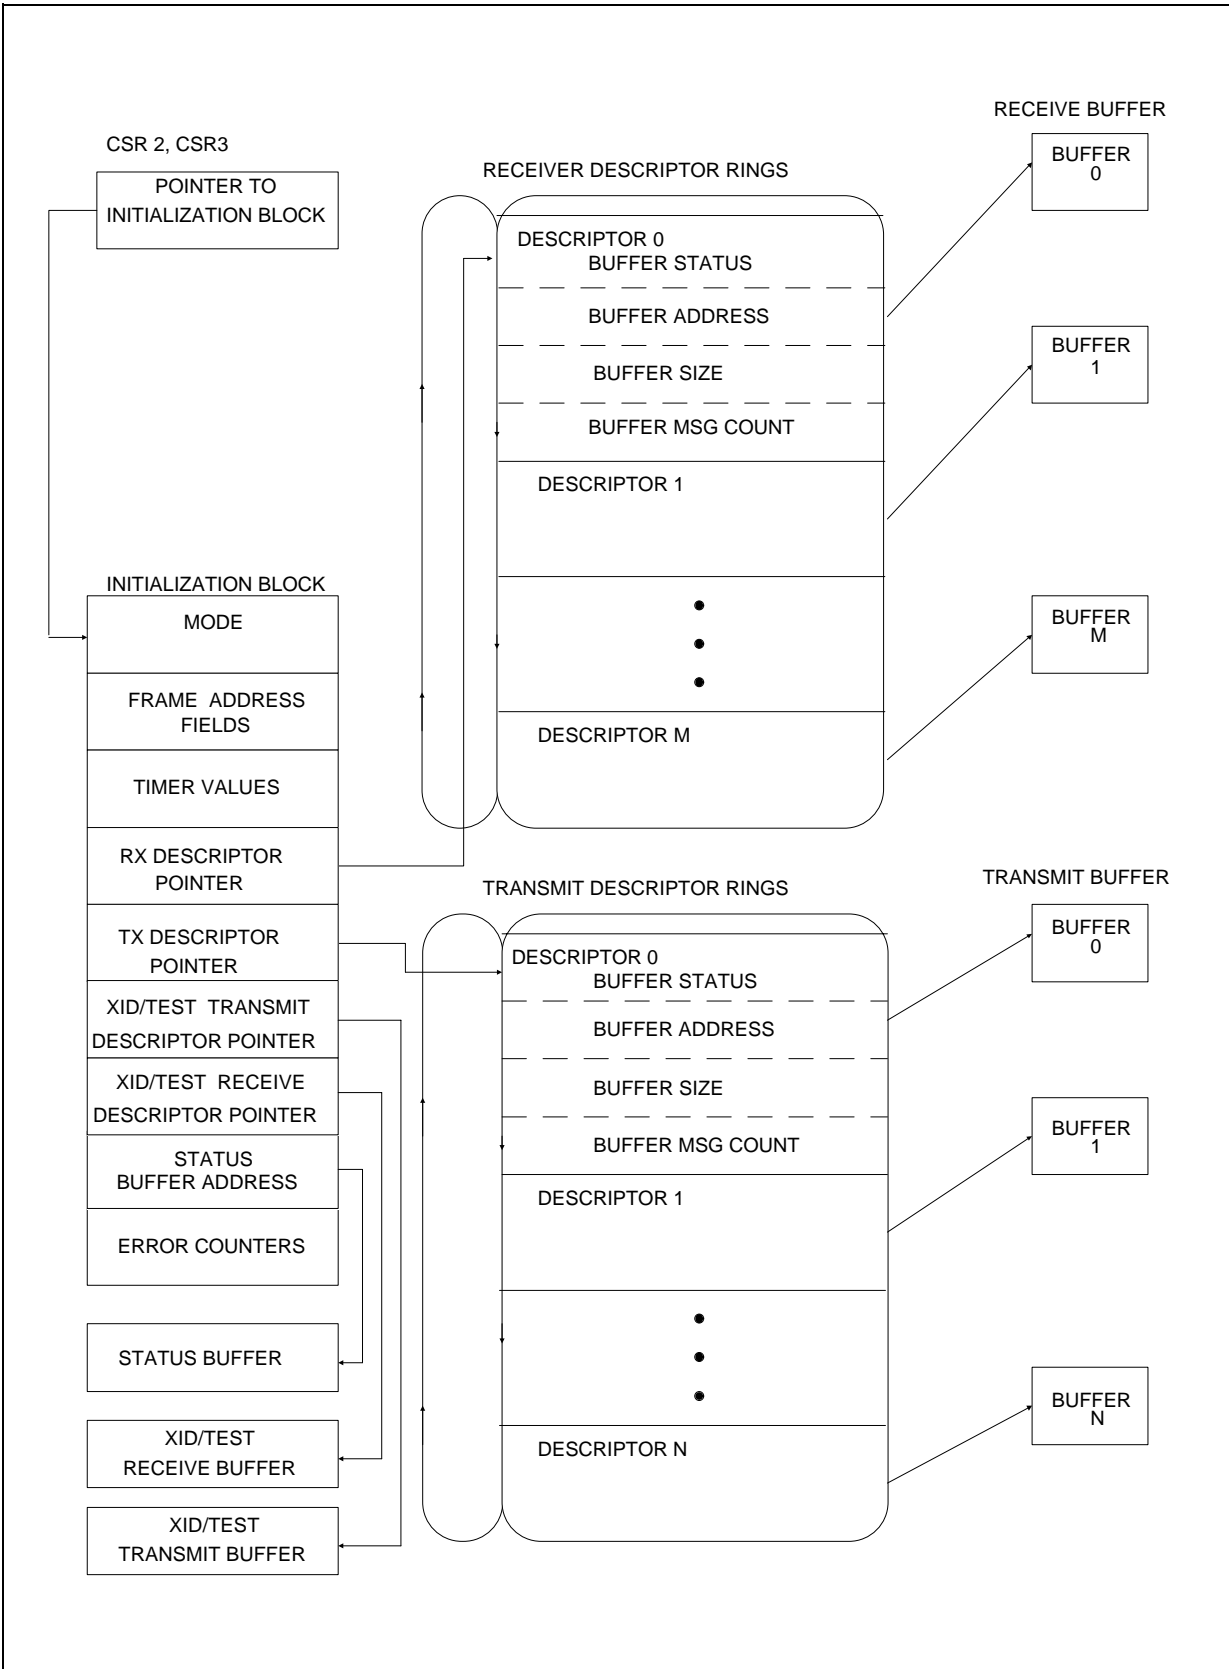 CSR 2, CSR3
POINTER TO
INITIALIZATION BLOCK
INITIALIZATION BLOCK
MODE
FRAME ADDRESS
FIELDS
TIMER VALUES
RX DESCRIPTOR
POINTER
TX DESCRIPTOR
POINTER
XID/TEST TRANSMIT
DESCRIPTOR POINTER
XID/TEST RECEIVE
DESCRIPTOR POINTER
STATUS
BUFFER ADDRESS
ERROR COUNTERS
STATUS BUFFER
XID/TEST
RECEIVE BUFFER
XID/TEST
TRANSMIT BUFFER
RECEIVER DESCRIPTOR RINGS
DESCRIPTOR 0
BUFFER STATUS
BUFFER ADDRESS
BUFFER SIZE
BUFFER MSG COUNT
DESCRIPTOR 1
DESCRIPTOR M
RECEIVE BUFFER
BUFFER
0
BUFFER
1
BUFFER
M
TRANSMIT DESCRIPTOR RINGS
DESCRIPTOR 0
BUFFER STATUS
BUFFER ADDRESS
BUFFER SIZE
BUFFER MSG COUNT
DESCRIPTOR 1
DESCRIPTOR N
TRANSMIT BUFFER
BUFFER
0
BUFFER
1
BUFFER
N